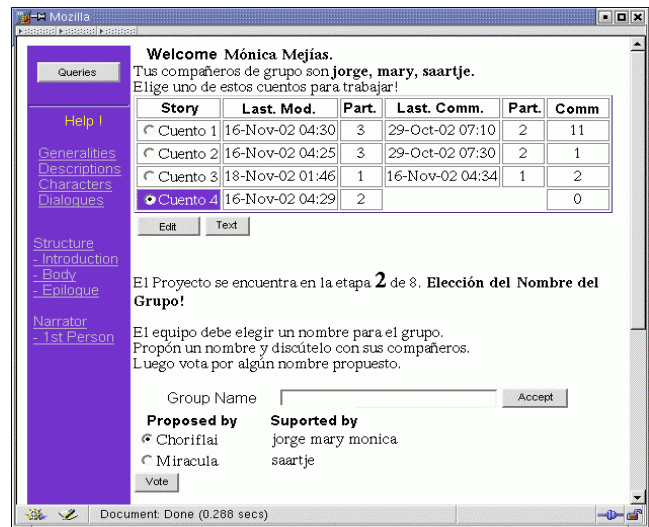 Mozilla
Queries
Help !
Generalities
Descriptions
Characters
Dialogues
Structure
- Introduction
- Body
- Epilogue
Narrator
- 1st Person
Welcome Mónica Mejías.
Tus compañeros de grupo son jorge, mary, saartje.
Elige uno de estos cuentos para trabajar!
Story Last. Mod. Part. Last. Comm. Part. Comm
Cuento 1 16-Nov-02 04:30 3 29-Oct-02 07:10 2 11
Cuento 2 16-Nov-02 04:25 3 29-Oct-02 07:30 2 1
Cuento 3 18-Nov-02 01:46 1 16-Nov-02 04:34 1 2
Cuento 4 16-Nov-02 04:29 2 0
Edit Text
El Proyecto se encuentra en la etapa 2 de 8. Elección del Nombre del
Grupo!
El equipo debe elegir un nombre para el grupo.
Propón un nombre y discútelo con sus compañeros.
Luego vota por algún nombre propuesto.
Group Name Accept
Proposed by Suported by
Choriflai jorge mary monica
Miracula saartje
Vote
Document: Done (0.288 secs)